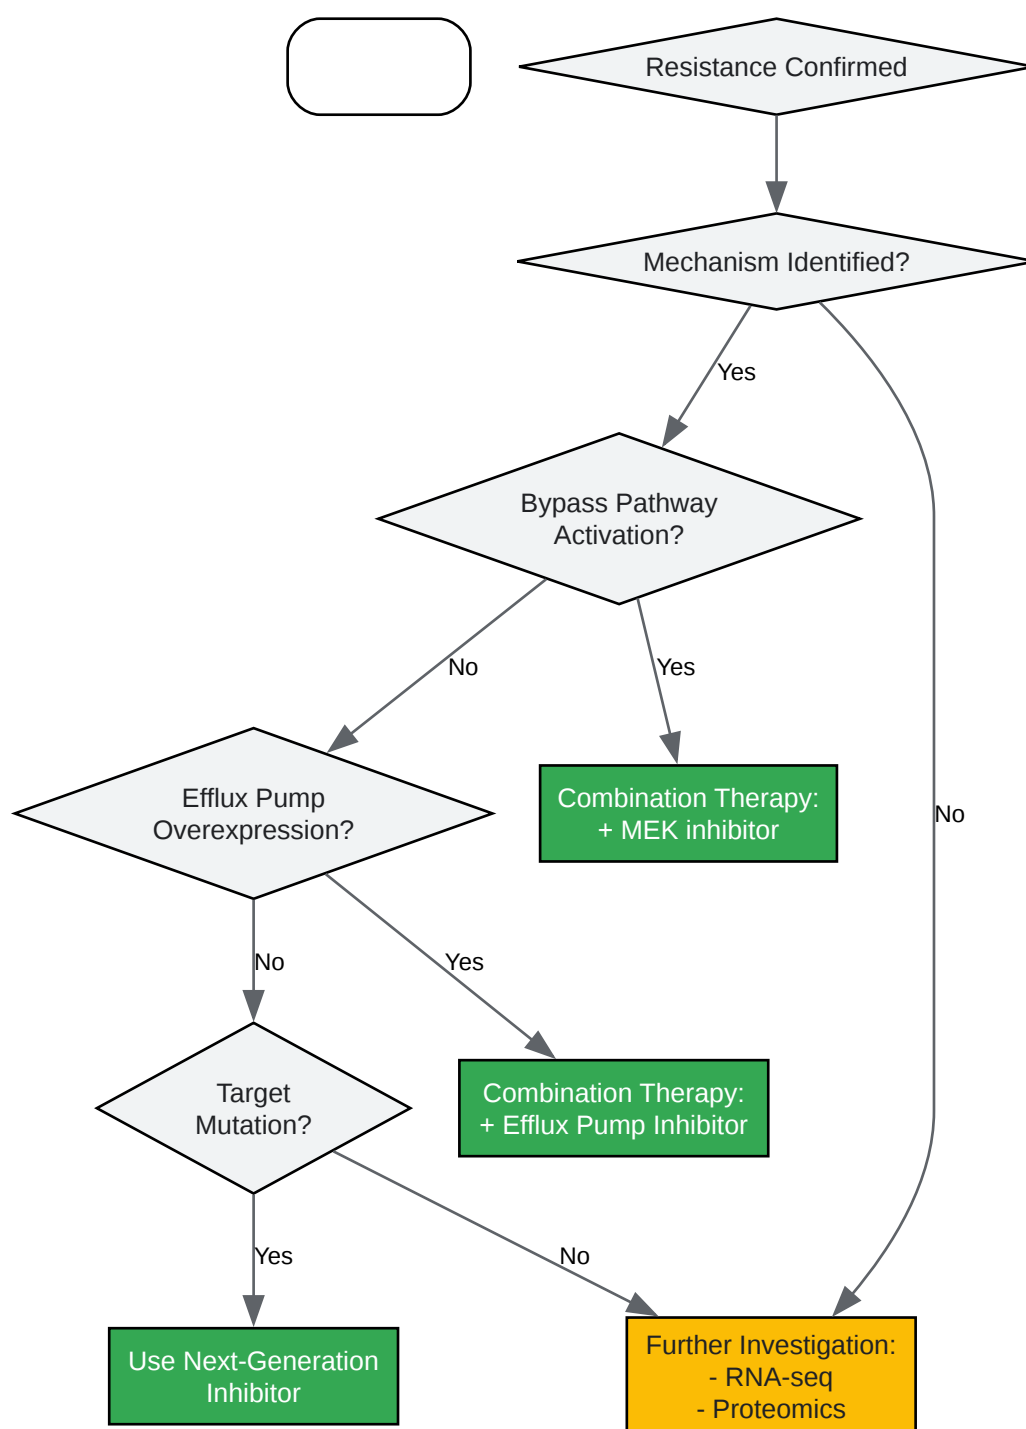 Resistance Confirmed
Mechanism Identified?
Yes
Bypass Pathway
Activation?
No
Yes
Efflux Pump
Overexpression?
Combination Therapy:
+ MEK inhibitor
No
No
Yes
Target
Mutation?
Combination Therapy:
+ Efflux Pump Inhibitor
Yes
No
Use Next-Generation
Inhibitor
Further Investigation:
- RNA-seq
- Proteomics